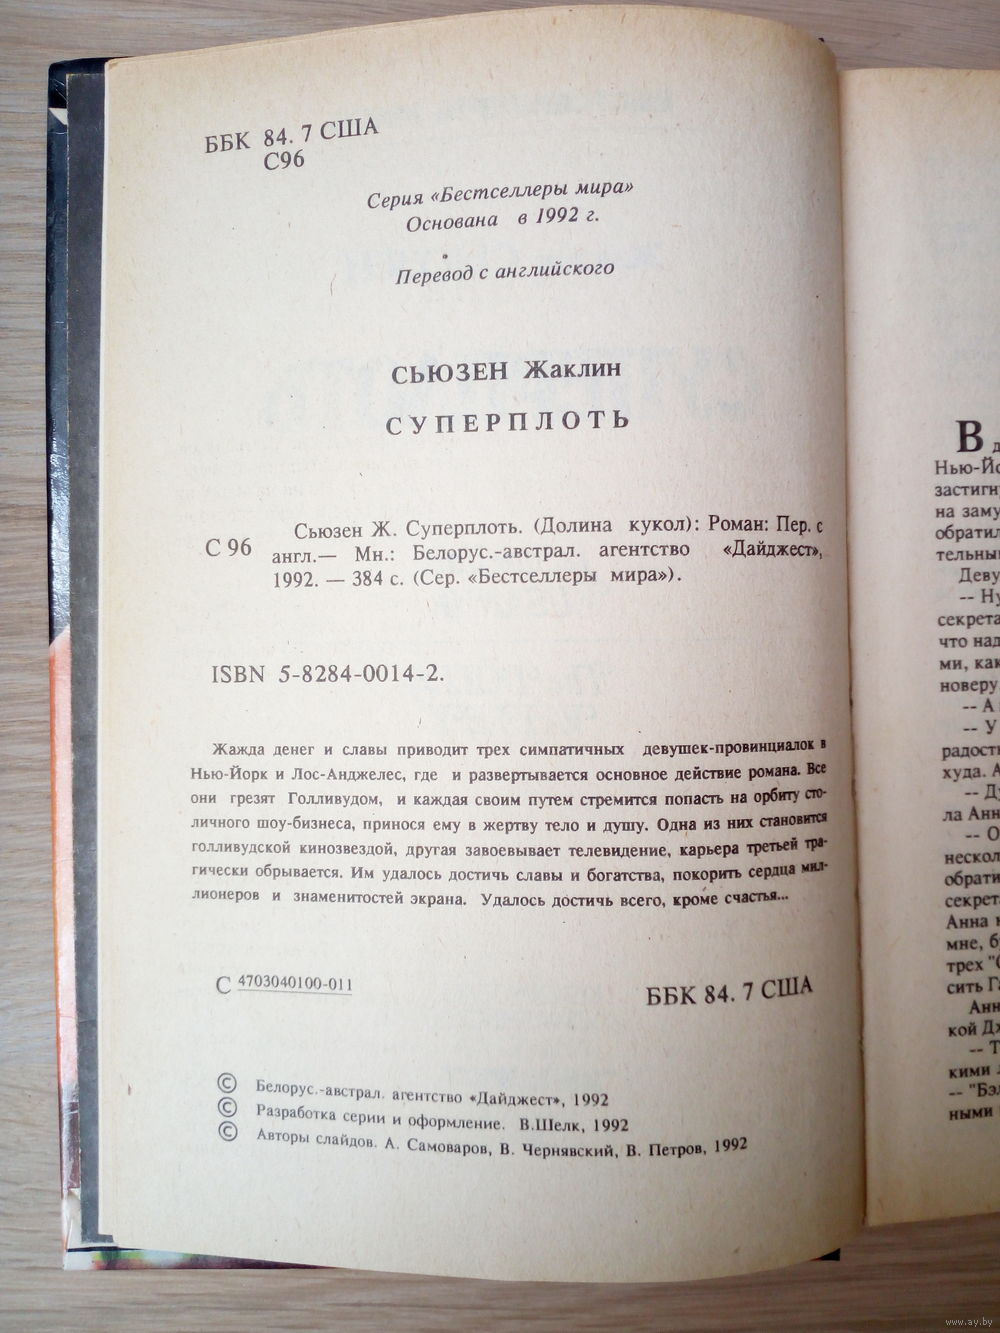 ББК 84. 7 США
С96
Серия «Бестселлеры мира»
Основана в 1992 г.
Перевод с английского
СЬЮЗЕН Жаклин
СУПЕРПЛОТЬ
Сьюзен Ж. Суперплоть. (Долина кукол): Роман: Пер. с
С 96 англ.— Мн.: Белорус.-австрал. агентство «Дайджест»,
1992. — 384 с. (Сер. «Бестселлеры мира»).
ISBN 5-8284-0014-2.
Жажда денег и славы приводит трех симпатичных девушек-провинциалок в
Нью-Йорк и Лос-Анджелес, где и развертывается основное действие романа. Все
они грезят Голливудом, и каждая своим путем стремится попасть на орбиту сто-
личного шоу-бизнеса, принося ему в жертву тело и душу. Одна из них становится
голливудской кинозвездой, другая завоевывает телевидение, карьера третьей тра-
гически обрывается. Им удалось достичь славы и богатства, покорить сердца мил-
лионеров и знаменитостей экрана. Удалось достичь всего, кроме счастья...
С 4703040100-011
ББК 84. 7 США
© Белорус.-австрал. агентство «Дайджест», 1992
© Разработка серии и оформление. В.Шелк, 1992
© Авторы слайдов. А. Самоваров, В. Чернявский, В. Петров, 1992
В
застигн
на заму
обратил
тельны
Деву
-- Ну
секрета
что над
ми, как
новеру
-- А
-- У
радост
худа. А
ла Анн
-- О
нескол
обрати
секрет
Анна
мне, б
трех "
сить Г
Анн
кой Дж
-- Т
кими
-- "Бэл
ными
www.ay.by